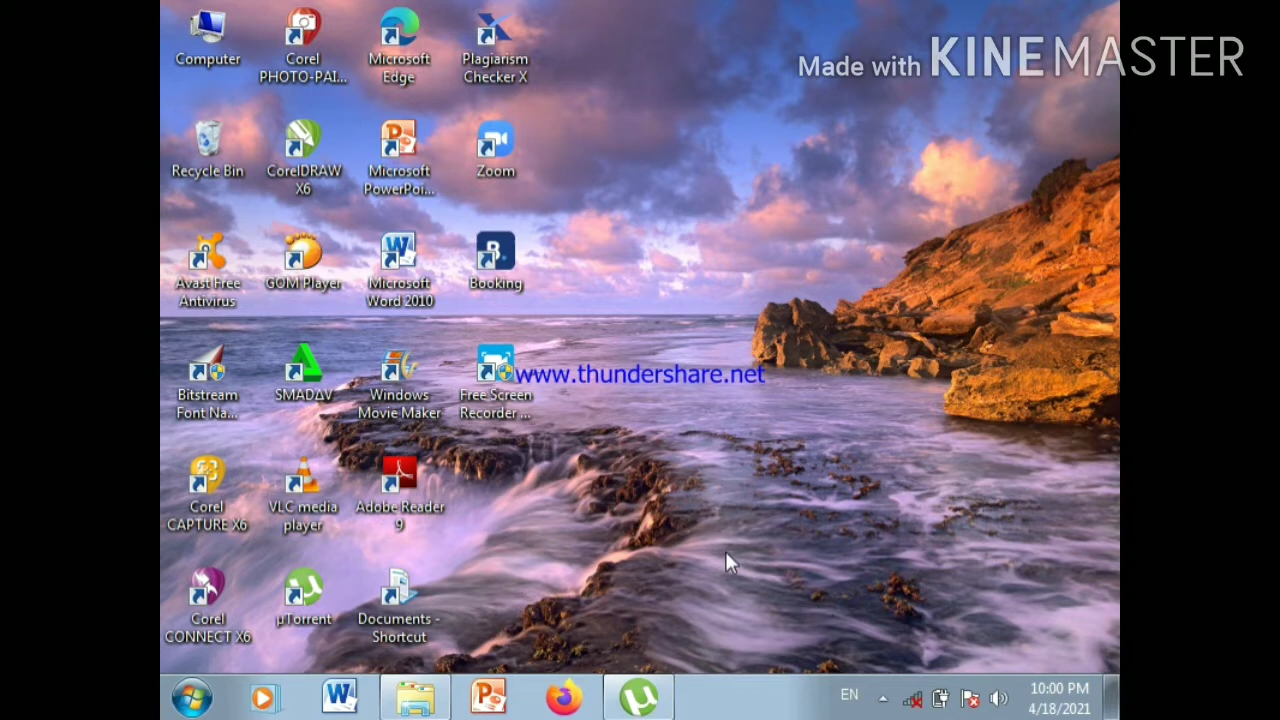 Made with KINEMASTER
Computer
Corel
PHOTO-PAI...
Microsoft
Edge
Plagiarism
Checker X
Recycle Bin
CorelDRAW
X6
Microsoft
PowerPoi...
Zoom
Avast Free
Antivirus
GOM Player
Microsoft
Word 2010
B.
Booking
Bitstream
Font Na...
SMADΔV
Windows
Movie Maker
Free Screen
Recorder ...
www.thundershare.net
Corel
CAPTURE X6
VLC media
player
Adobe Reader
9
Corel
CONNECT X6
µTorrent
Documents -
Shortcut
EN
10:00 PM
4/18/2021